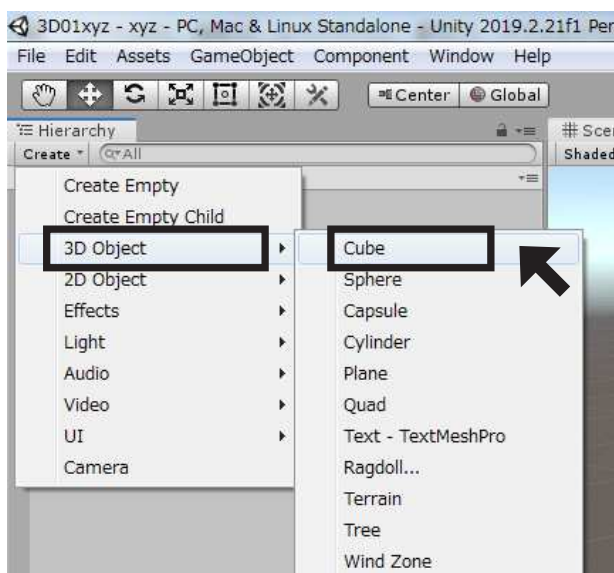 3D01xyz - xyz - PC, Mac & Linux Standalone - Unity 2019.2.21f1 Per
File Edit Assets GameObject Component Window Help
Center Global
Hierarchy
# Sce
Create All
Shaded
Create Empty
Create Empty Child
3D Object
2D Object
Effects
Light
Audio
Video
UI
Camera
Cube
Sphere
Capsule
Cylinder
Plane
Quad
Text - TextMeshPro
Ragdoll...
Terrain
Tree
Wind Zone